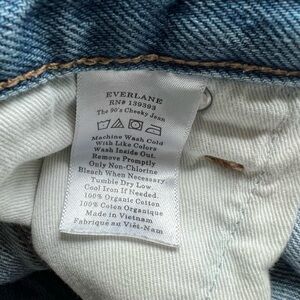 EVERLANE
RN# 139393
The 90's Cheeky Jean
Machine Wash Cold
With Like Colors
Wash Inside Out.
Remove Promptly
Only Non-Chlorine
Bleach When Necessary.
Tumble Dry Low.
Cool Iron If Needed.
100% Organic Cotton
100% Coton Organique
Made in Vietnam
Fabriqué au Viêt-Nam